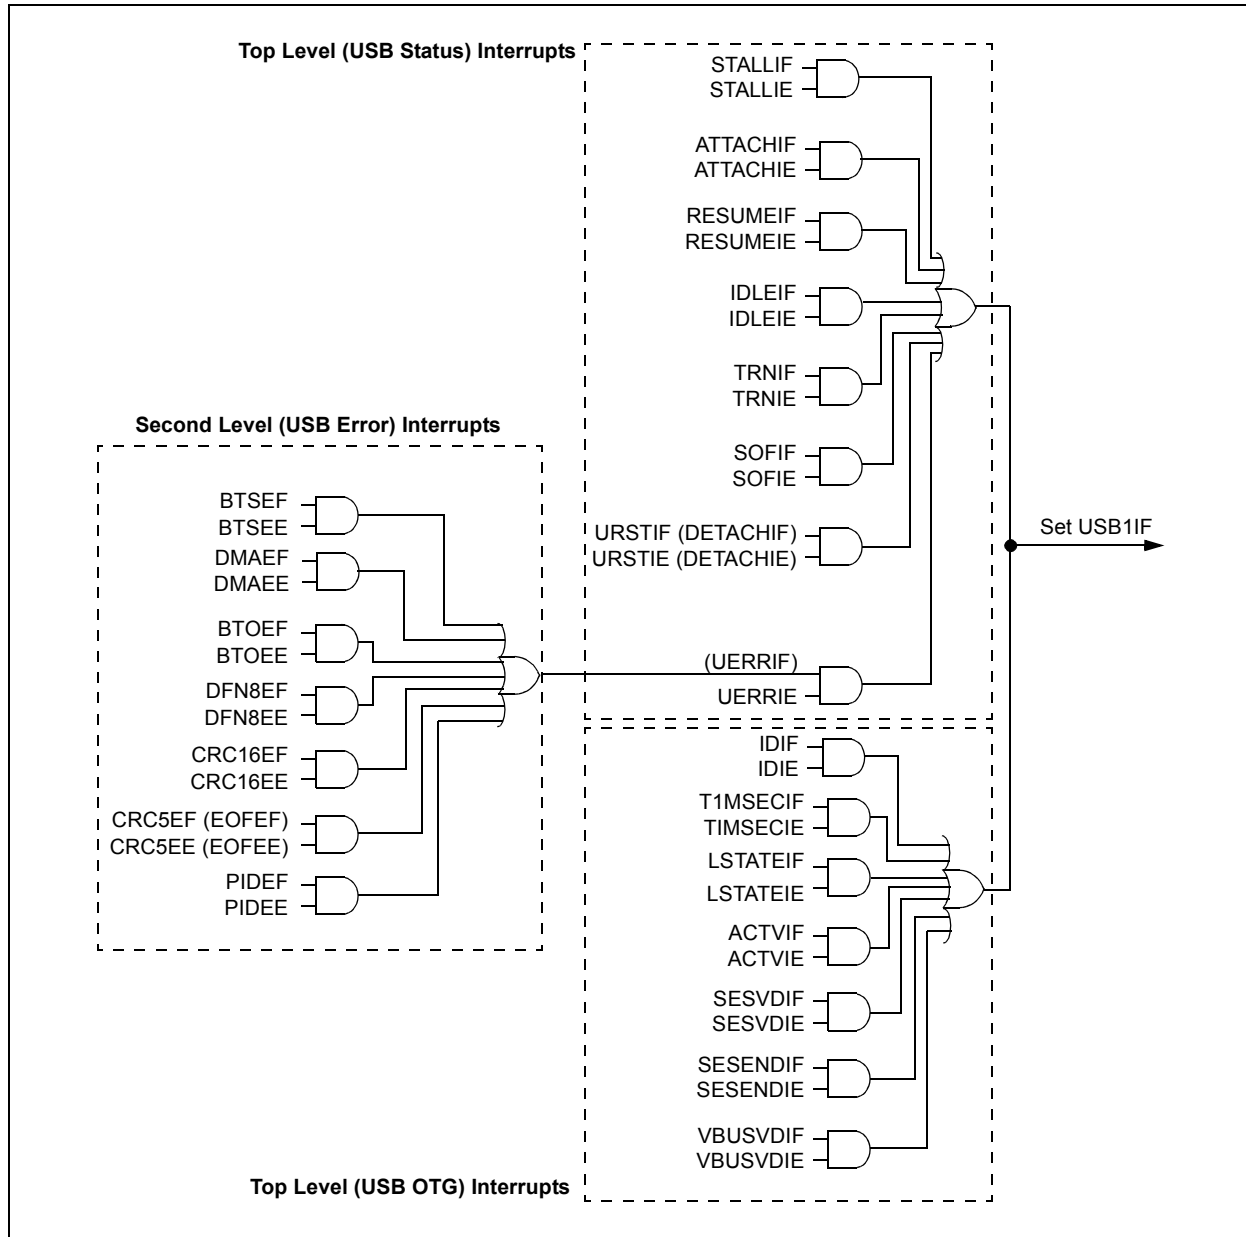 Top Level (USB Status) Interrupts
STALLIF
STALLIE
ATTACHIF
ATTACHIE
RESUMEIF
RESUMEIE
IDLEIF
IDLEIE
TRNIF
TRNIE
SOFIF
SOFIE
URSTIF (DETACHIF)
URSTIE (DETACHIE)
(UERRIF)
UERRIE
Second Level (USB Error) Interrupts
BTSEF
BTSEE
DMAEF
DMAEE
BTOEF
BTOEE
DFN8EF
DFN8EE
CRC16EF
CRC16EE
CRC5EF (EOFEF)
CRC5EE (EOFEE)
PIDEF
PIDEE
Set USB1IF
IDIF
IDIE
T1MSECIF
TIMSECIE
LSTATEIF
LSTATEIE
ACTVIF
ACTVIE
SESVDIF
SESVDIE
SESENDIF
SESENDIE
VBUSVDIF
VBUSVDIE
Top Level (USB OTG) Interrupts